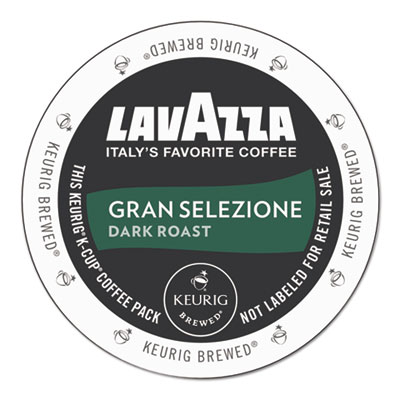 LAVAZZA
ITALY'S FAVORITE COFFEE
GRAN SELEZIONE
DARK ROAST
KEURIG
BREWED®
KEURIG BREWED®
KEURIG BREWED®
KEURIG BREWED®
KEURIG BREWED®
KEURIG BREWED®
THIS KEURIG® K-CUP® COFFEE PACK
NOT LABELED FOR RETAIL SALE